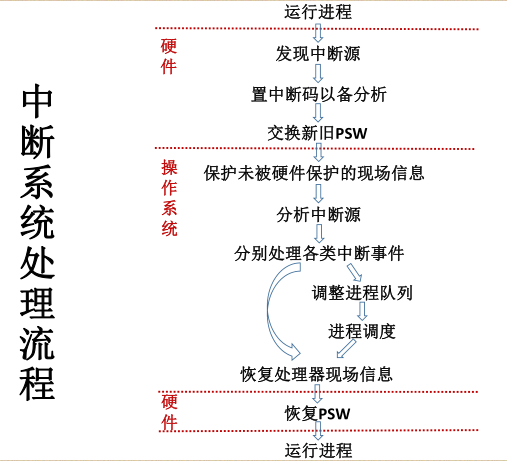 中断系统处理流程
运行进程
硬件
发现中断源
置中断码以备分析
交换新旧PSW
操作系统
保护未被硬件保护的现场信息
分析中断源
分别处理各类中断事件
调整进程队列
进程调度
恢复处理器现场信息
硬件
恢复PSW
运行进程